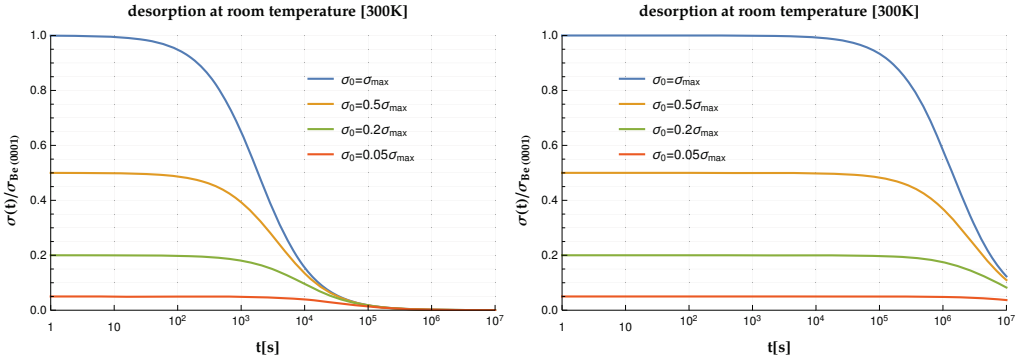 desorption at room temperature [300K]
σ(t)/σBe (0001)
1.0
0.8
0.6
0.4
0.2
0.0
σ₀=σmax
σ₀=0.5σmax
σ₀=0.2σmax
σ₀=0.05σmax
1 10 10² 10³ 10⁴ 10⁵ 10⁶ 10⁷
t[s]
desorption at room temperature [300K]
σ(t)/σBe (0001)
1.0
0.8
0.6
0.4
0.2
0.0
σ₀=σmax
σ₀=0.5σmax
σ₀=0.2σmax
σ₀=0.05σmax
1 10 10² 10³ 10⁴ 10⁵ 10⁶ 10⁷
t[s]